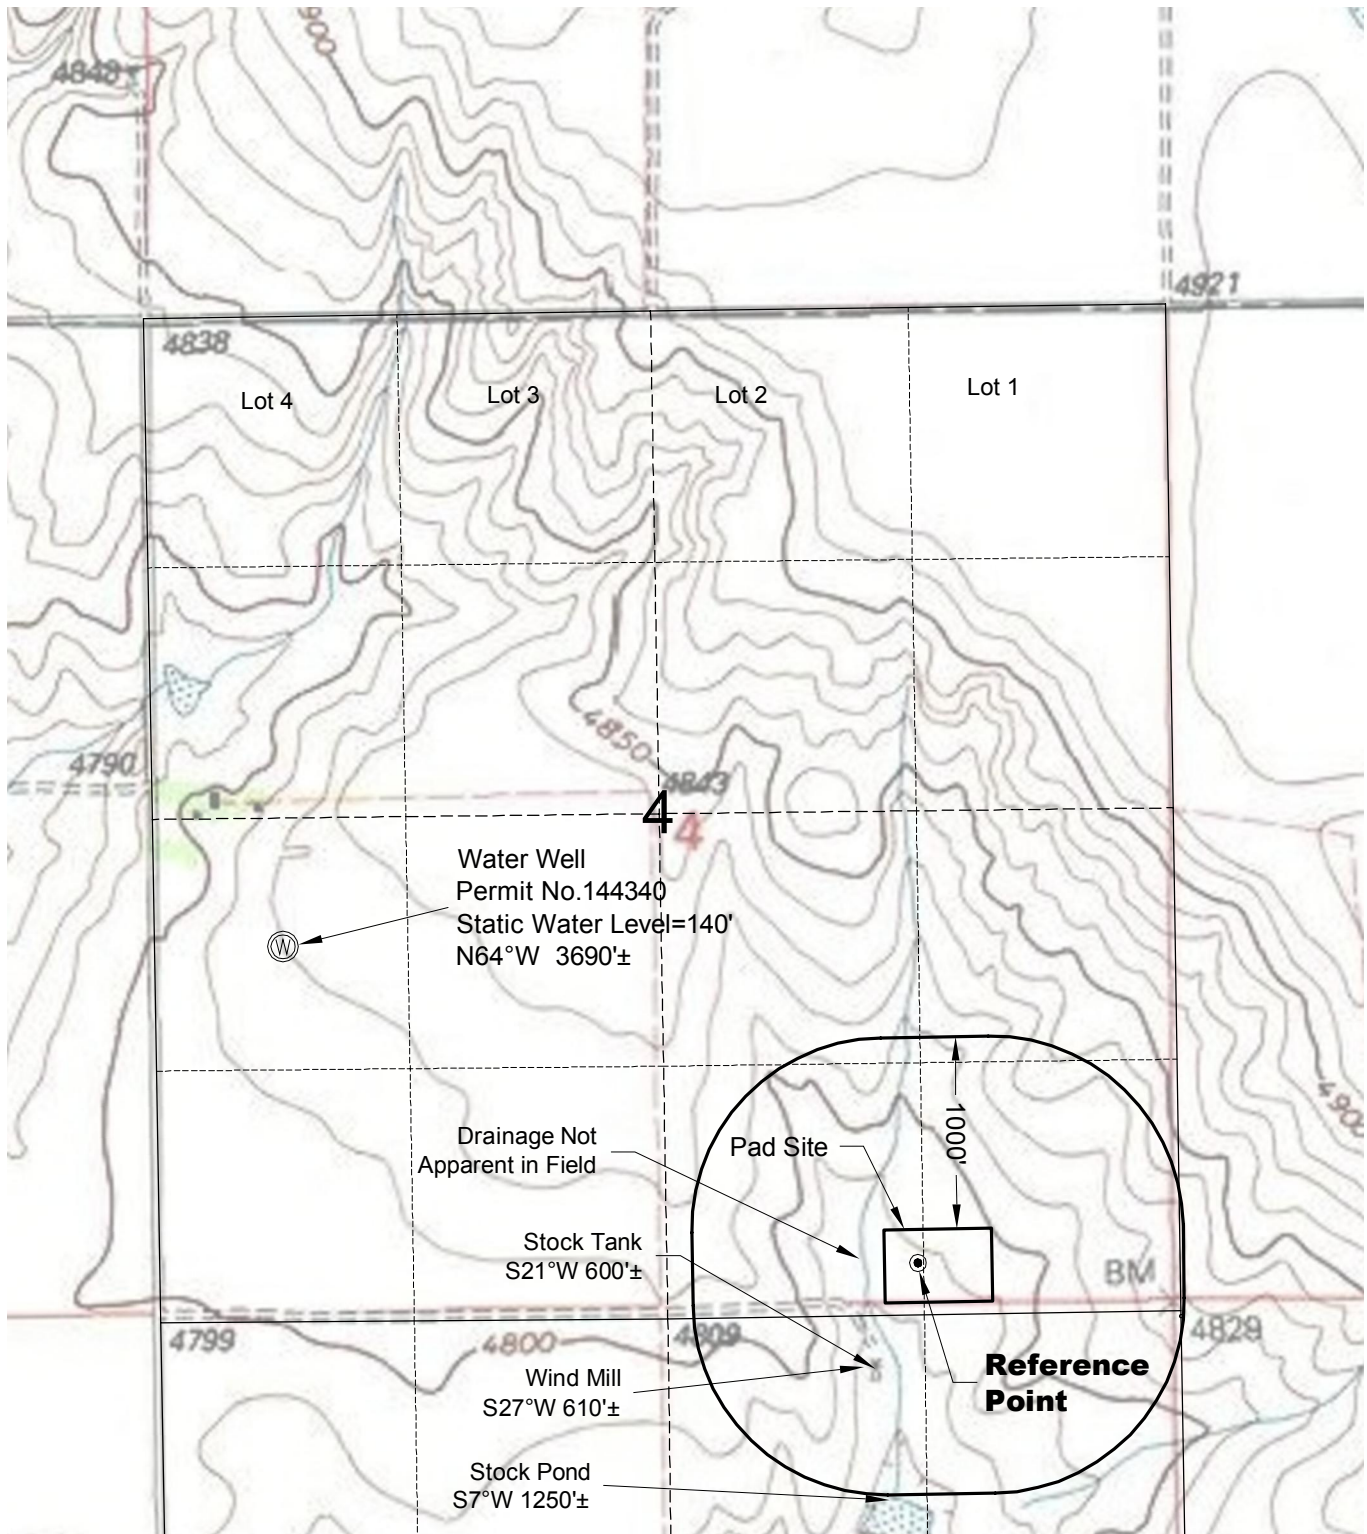 900
4848
4921
4838
Lot 4
Lot 3
Lot 2
Lot 1
4850
4790
4843
4
4
Water Well
Permit No.144340
Static Water Level=140'
N64°W 3690'±
W
4902
1000'
Drainage Not
Apparent in Field
Pad Site
Stock Tank
S21°W 600'±
BM
4799
4800
4809
4829
Reference
Point
Wind Mill
S27°W 610'±
Stock Pond
S7°W 1250'±